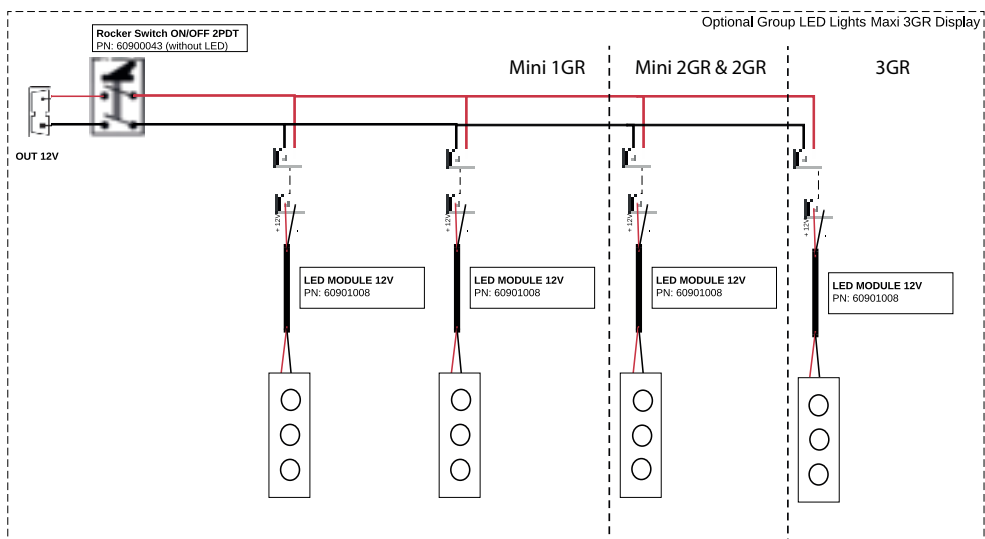 Optional Group LED Lights Maxi 3GR Display
Rocker Switch ON/OFF 2PDT
PN: 60900043 (without LED)
Mini 1GR
Mini 2GR & 2GR
3GR
OUT 12V
+ 12V
+ 12V
+ 12V
+ 12V
LED MODULE 12V
PN: 60901008
LED MODULE 12V
PN: 60901008
LED MODULE 12V
PN: 60901008
LED MODULE 12V
PN: 60901008